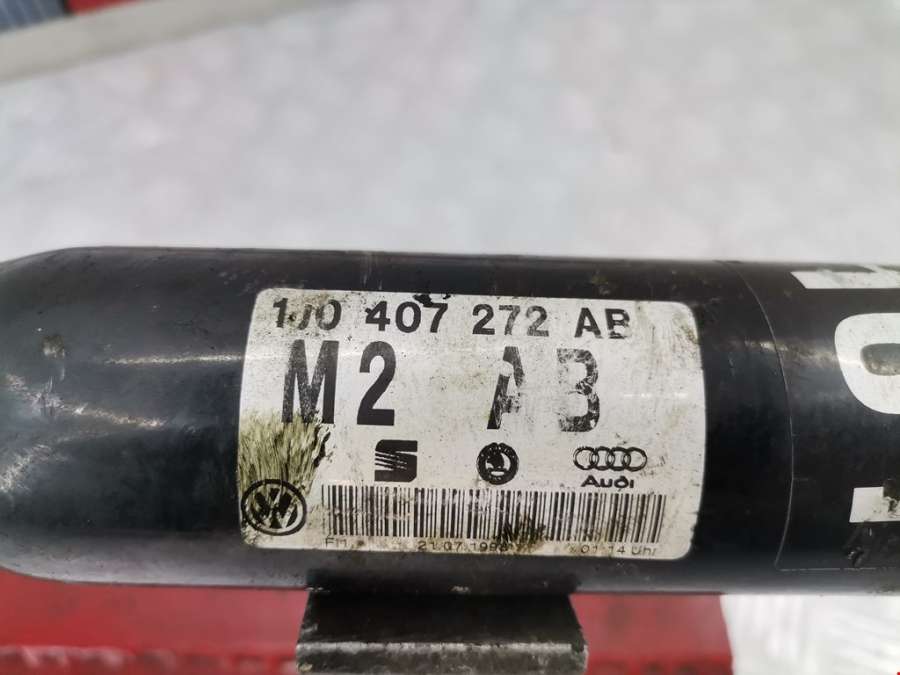 1J0 407 272 AB
M2 AB
Audi
21.07.1998 01:14 Uhr